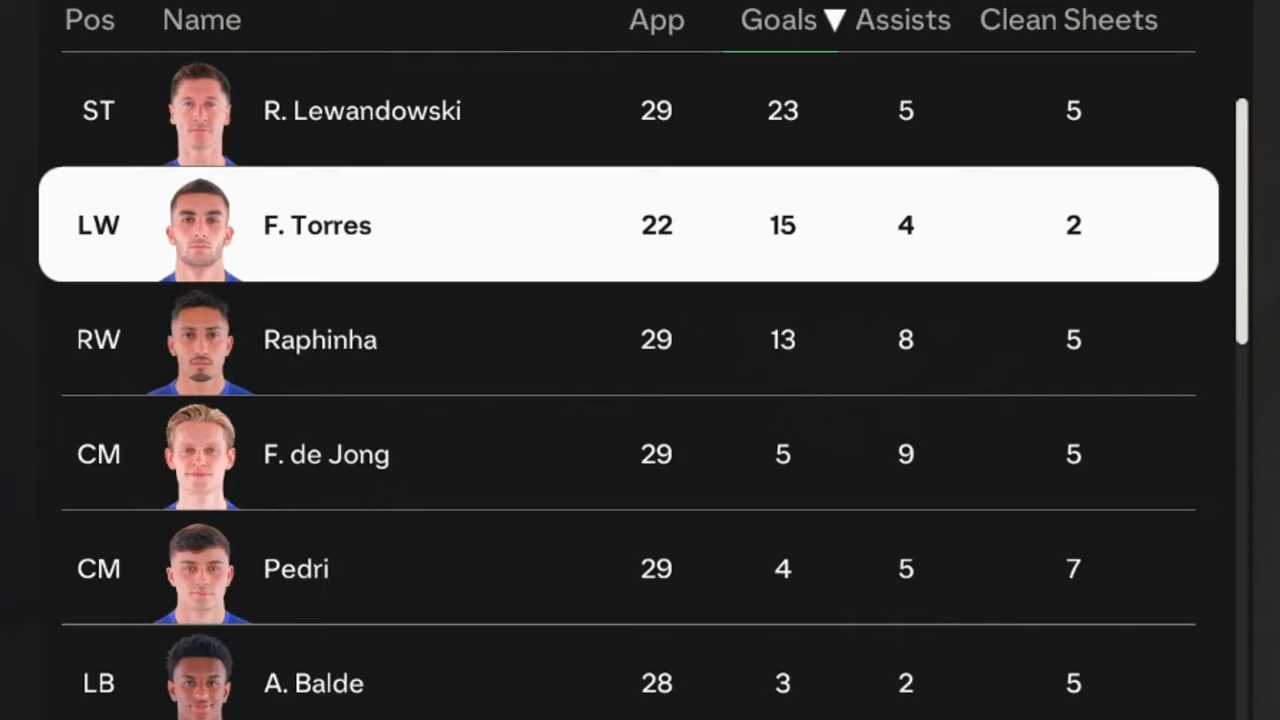 Pos Name App Goals ▼ Assists Clean Sheets
ST R. Lewandowski 29 23 5 5
LW F. Torres 22 15 4 2
RW Raphinha 29 13 8 5
CM F. de Jong 29 5 9 5
CM Pedri 29 4 5 7
LB A. Balde 28 3 2 5